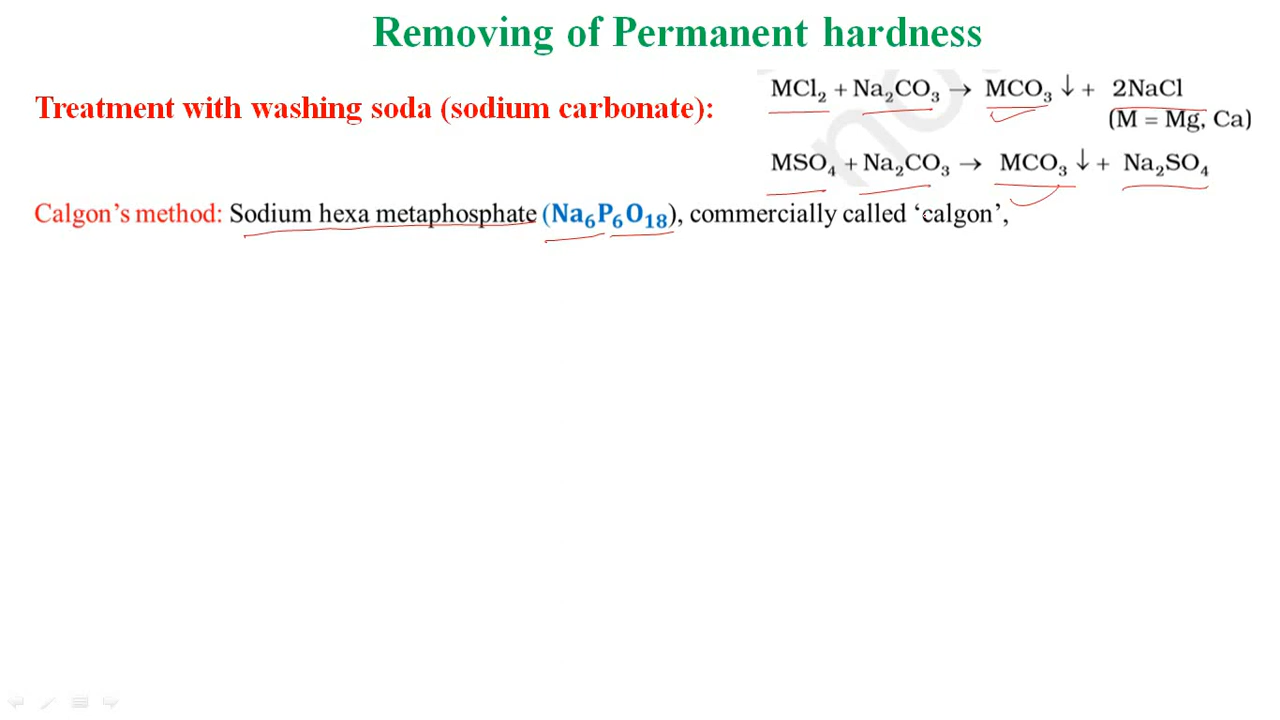 Removing of Permanent hardness
Treatment with washing soda (sodium carbonate):
MCl₂ + Na₂CO₃ → MCO₃ ↓ + 2NaCl
(M = Mg, Ca)
MSO₄ + Na₂CO₃ → MCO₃ ↓ + Na₂SO₄
Calgon’s method: Sodium hexa metaphosphate (Na₆P₆O₁₈), commercially called ‘calgon’,